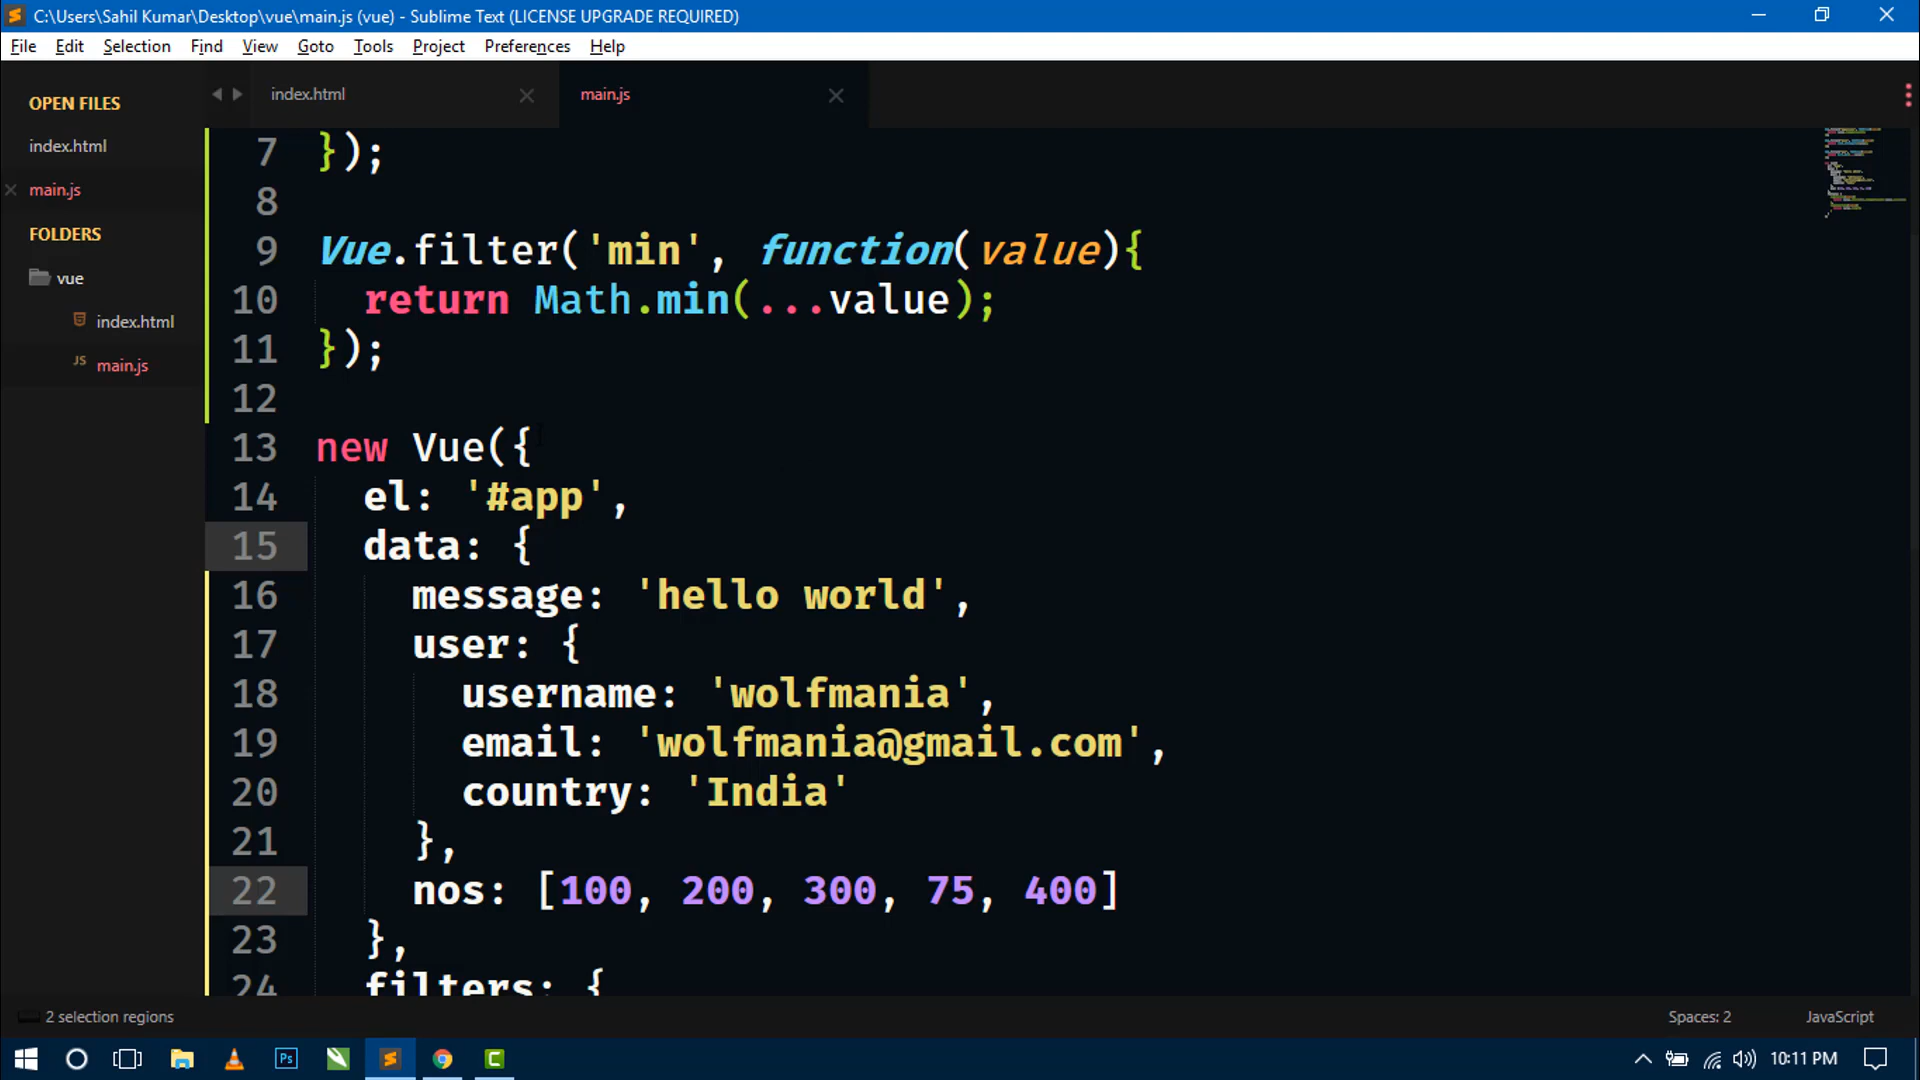 C:\Users\Sahil Kumar\Desktop\vue\main.js (vue) - Sublime Text (LICENSE UPGRADE REQUIRED)
File Edit Selection Find View Goto Tools Project Preferences Help
OPEN FILES
index.html
main.js
FOLDERS
vue
index.html
JS main.js
index.html main.js
7 });
8
9 Vue.filter('min', function(value){
10 return Math.min(...value);
11 });
12
13 new Vue({
14 el: '#app',
15 data: {
16 message: 'hello world',
17 user: {
18 username: 'wolfmania',
19 email: 'wolfmania@gmail.com',
20 country: 'India'
21 },
22 nos: [100, 200, 300, 75, 400]
23 },
24 filters: {
2 selection regions Spaces: 2 JavaScript
Ps S C 10:11 PM